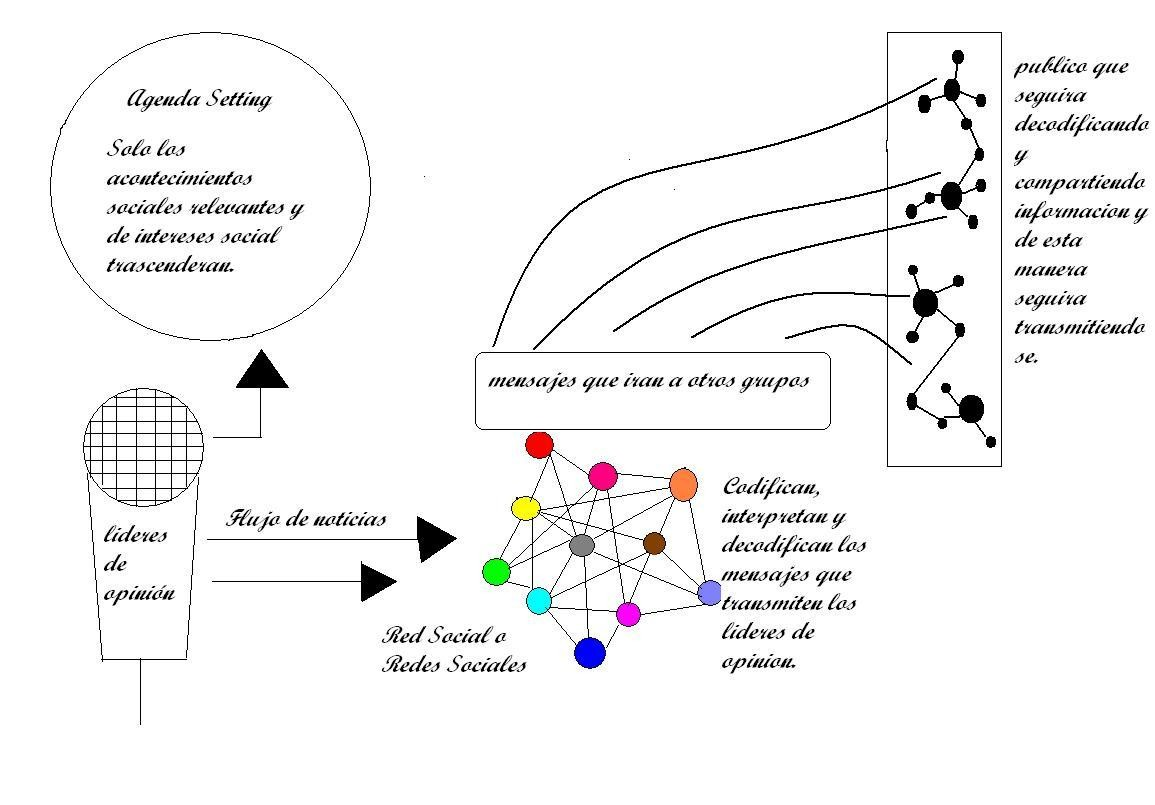 Agenda Setting
Solo los
acontecimientos
sociales relevantes y
de intereses social
trascenderan.
lideres
de
opinión
Flujo de noticias
Red Social o
Redes Sociales
mensajes que iran a otros grupos
Codifican,
interpretan y
decodifican los
mensajes que
transmiten los
lideres de
opinion.
publico que
seguira
decodificando
y
compartiendo
informacion y
de esta
manera
seguira
transmitiendo
se.